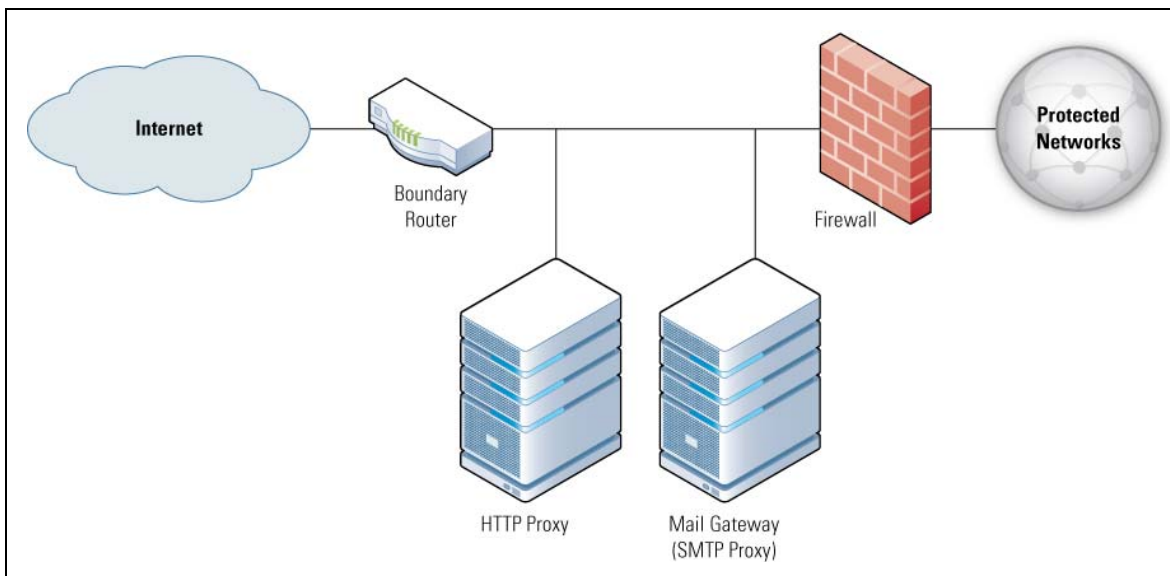 Internet
Boundary
Router
Firewall
Protected
Networks
HTTP Proxy
Mail Gateway
(SMTP Proxy)